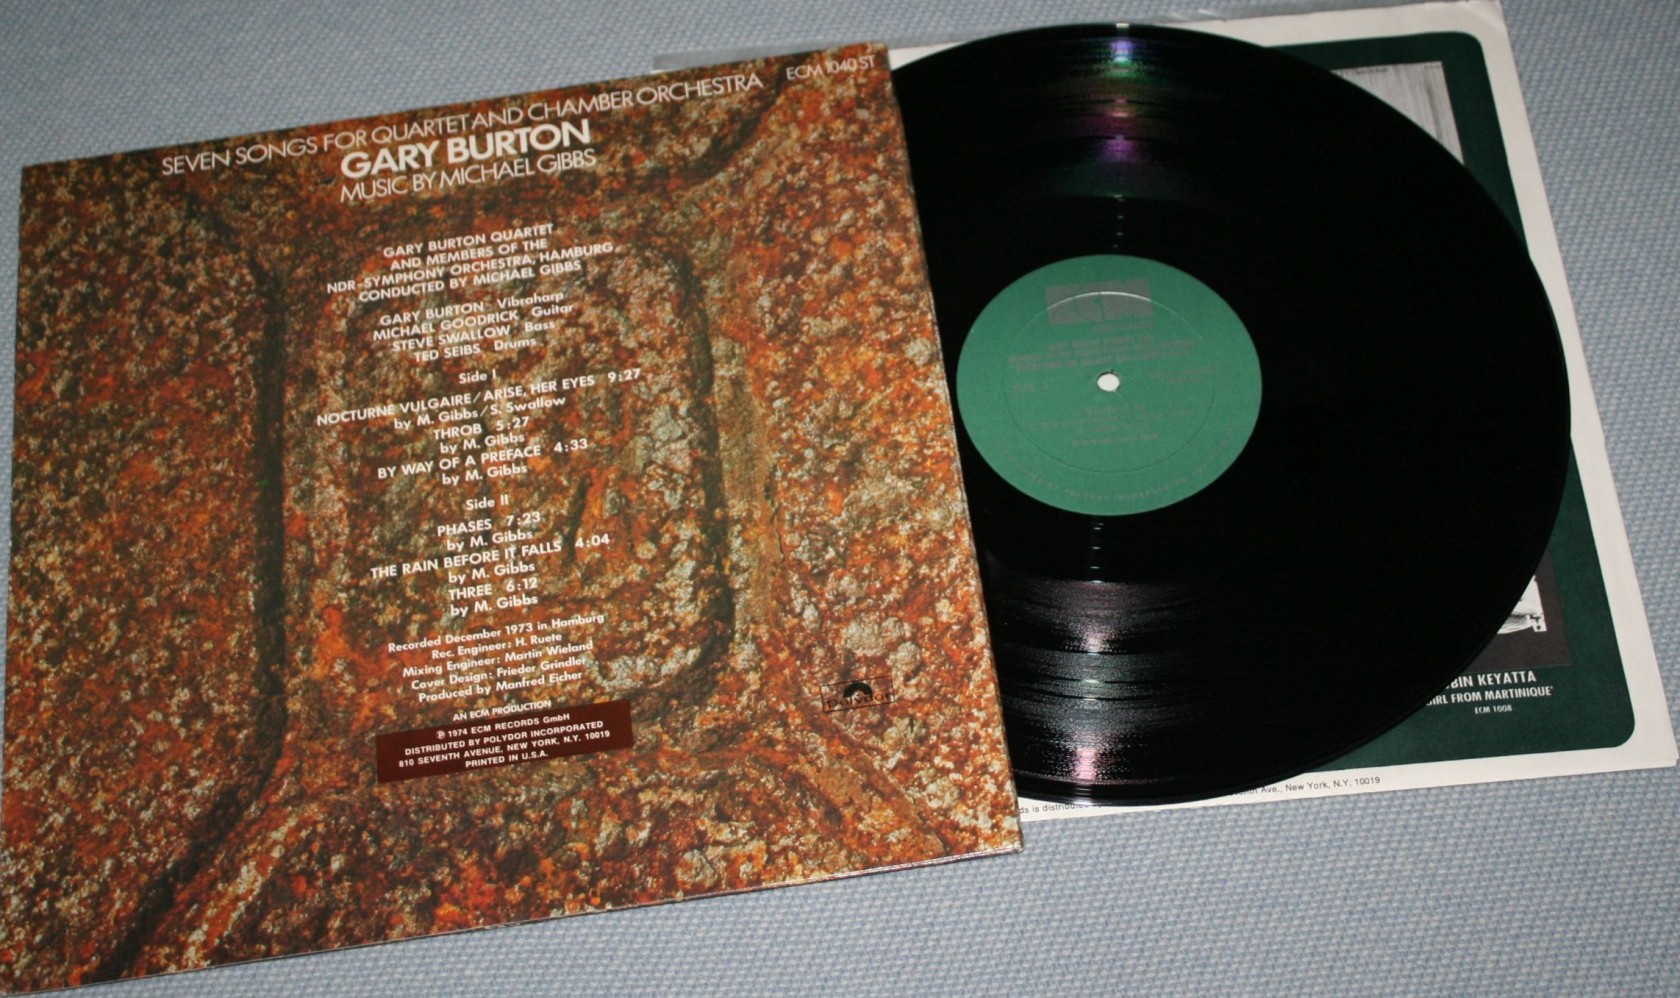 SEVEN SONGS FOR QUARTET AND CHAMBER ORCHESTRA
ECM 1040 ST
GARY BURTON
MUSIC BY MICHAEL GIBBS
GARY BURTON QUARTET
AND MEMBERS OF THE
NDR-SYMPHONY ORCHESTRA, HAMBURG
CONDUCTED BY MICHAEL GIBBS
GARY BURTON Vibraharp
MICHAEL GOODRICK Guitar
STEVE SWALLOW Bass
TED SEIBS Drums
Side I
NOCTURNE VULGAIRE/ARISE, HER EYES 9:27
by M. Gibbs/S. Swallow
THROB 5:27
by M. Gibbs
BY WAY OF A PREFACE 4:33
by M. Gibbs
Side II
PHASES 7:23
by M. Gibbs
THE RAIN BEFORE IT FALLS 4:04
by M. Gibbs
THREE 6:12
by M. Gibbs
Recorded December 1973 in Hamburg
Rec. Engineer: H. Ruete
Mixing Engineer: Martin Wieland
Cover Design: Frieder Grindler
Produced by Manfred Eicher
AN ECM PRODUCTION
℗ 1974 ECM RECORDS GmbH
DISTRIBUTED BY POLYDOR INCORPORATED
810 SEVENTH AVENUE, NEW YORK, N.Y. 10019
PRINTED IN U.S.A.
Polydor
BIN KEYATTA
GIRL FROM MARTINIQUE'
ECM 1008
is distributed
Ave., New York, N.Y. 10019